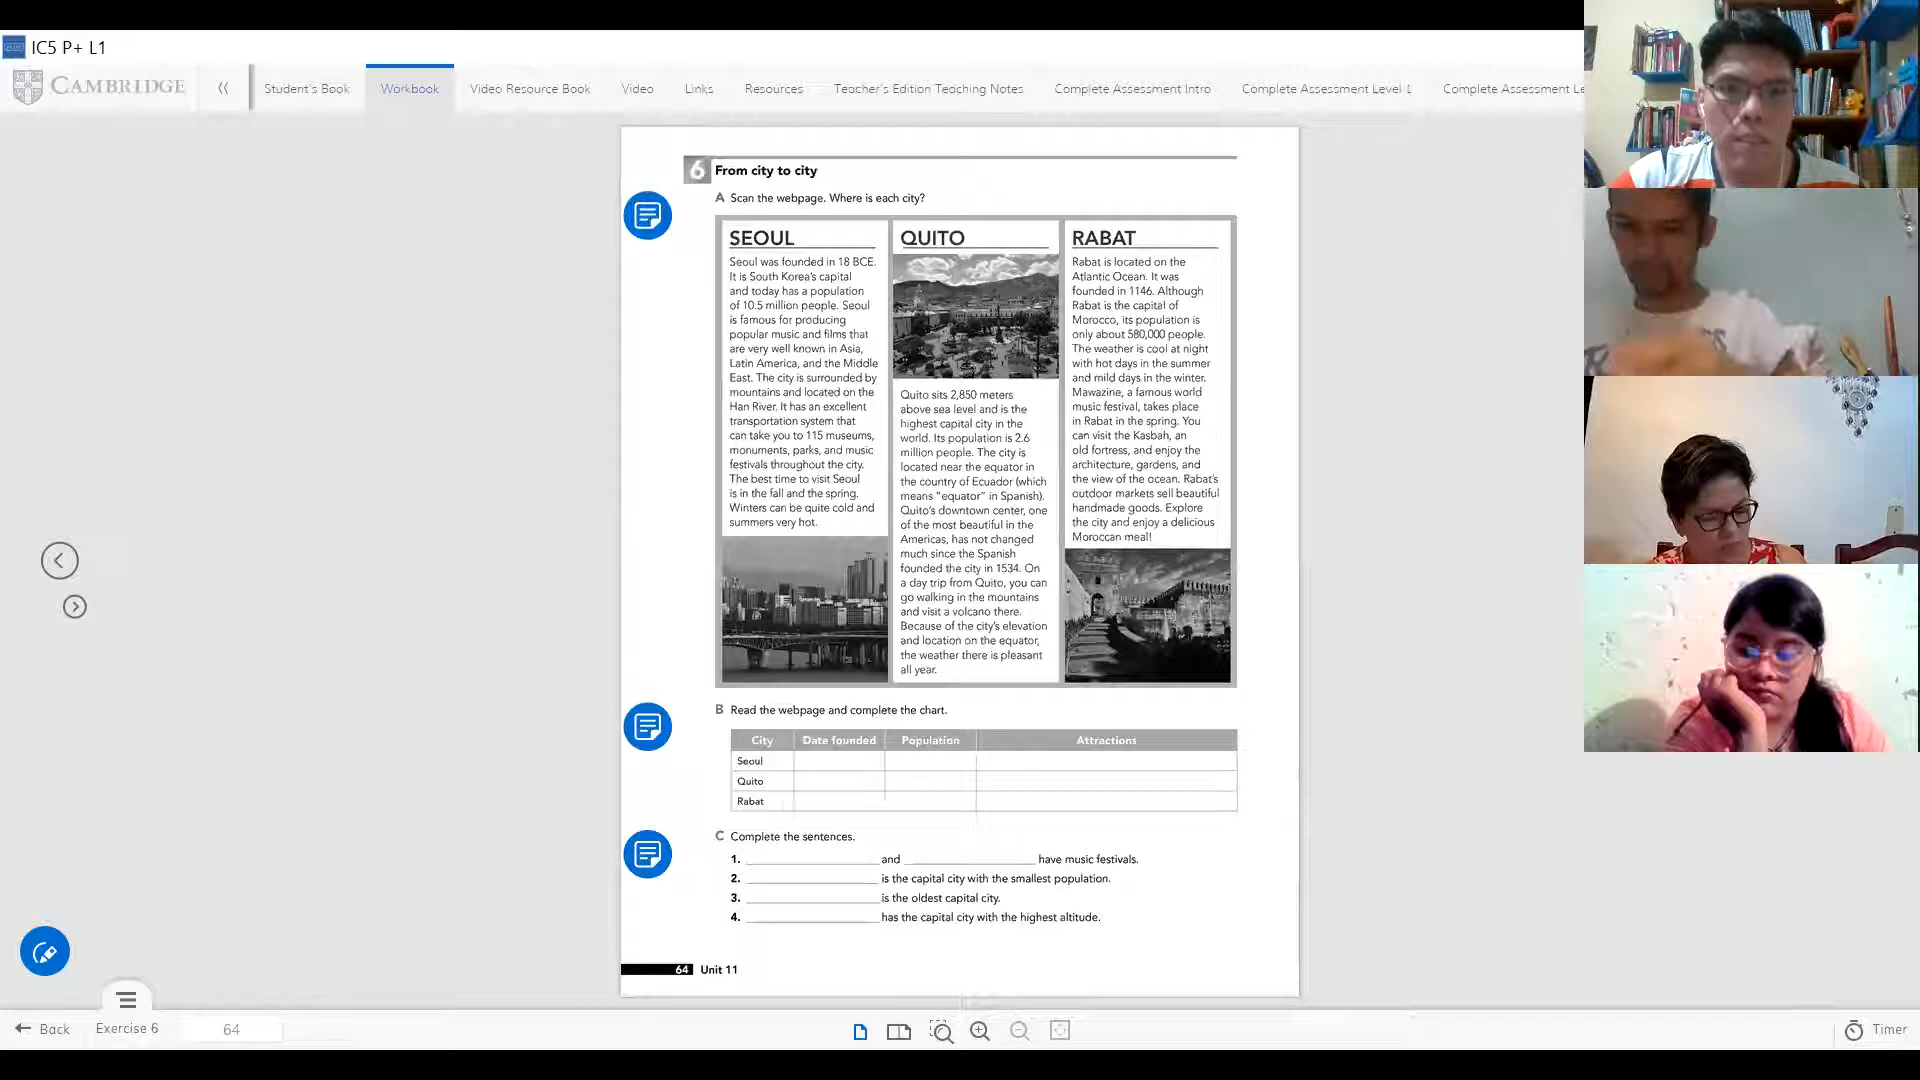 IC5 P+ L1
CAMBRIDGE
Student's Book
Workbook
Video Resource Book
Video
Links
Resources
Teacher's Edition Teaching Notes
Complete Assessment Intro
Complete Assessment Level 1
Complete Assessment Le
6 From city to city
A Scan the webpage. Where is each city?
SEOUL
Seoul was founded in 18 BCE.
It is South Korea's capital
and today has a population
of 10.5 million people. Seoul
is famous for producing
popular music and films that
are very well known in Asia,
Latin America, and the Middle
East. The city is surrounded by
mountains and located on the
Han River. It has an excellent
transportation system that
can take you to 115 museums,
monuments, parks, and music
festivals throughout the city.
The best time to visit Seoul
is in the fall and the spring.
Winters can be quite cold and
summers very hot.
QUITO
Quito sits 2,850 meters
above sea level and is the
highest capital city in the
world. Its population is 2.6
million people. The city is
located near the equator in
the country of Ecuador (which
means "equator" in Spanish).
Quito's downtown center, one
of the most beautiful in the
Americas, has not changed
much since the Spanish
founded the city in 1534. On
a day trip from Quito, you can
go walking in the mountains
and visit a volcano there.
Because of the city's elevation
and location on the equator,
the weather there is pleasant
all year.
RABAT
Rabat is located on the
Atlantic Ocean. It was
founded in 1146. Although
Rabat is the capital of
Morocco, its population is
only about 580,000 people.
The weather is cool at night
with hot days in the summer
and mild days in the winter.
Mawazine, a famous world
music festival, takes place
in Rabat in the spring. You
can visit the Kasbah, an
old fortress, and enjoy the
architecture, gardens, and
the view of the ocean. Rabat's
outdoor markets sell beautiful
handmade goods. Explore
the city and enjoy a delicious
Moroccan meal!
B Read the webpage and complete the chart.
City Date founded Population Attractions
Seoul
Quito
Rabat
C Complete the sentences.
1. ____________ and ____________ have music festivals.
2. ____________ is the capital city with the smallest population.
3. ____________ is the oldest capital city.
4. ____________ has the capital city with the highest altitude.
64 Unit 11
Back
Exercise 6
64
Timer